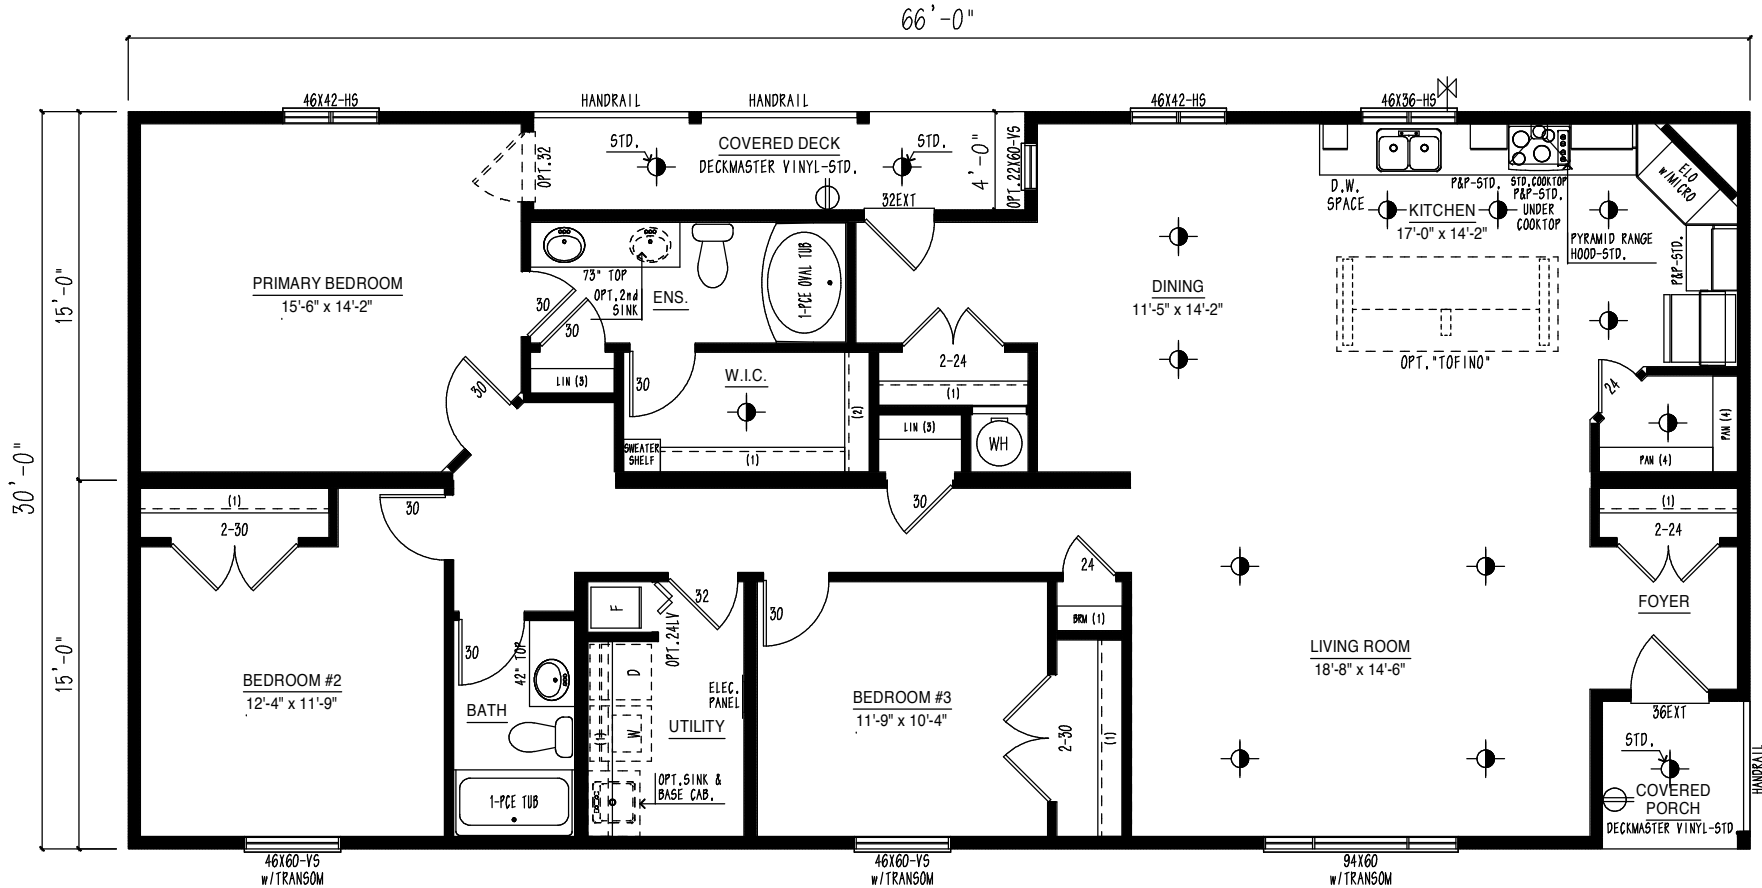 66'-0"
46X42-HS
HANDRAIL
HANDRAIL
46X42-HS
46X36-HS
STD.
COVERED DECK
DECKMASTER VINYL-STD.
STD.
4'-0"
OPT.22X60-VS
OPT.32
32EXT
D.W.
SPACE
P&P-STD.
STD.COOKTOP
P&P-STD.
UNDER
COOKTOP
ELO
w/MICRO
KITCHEN
17'-0" x 14'-2"
PYRAMID RANGE
HOOD-STD.
P&P-STD.
15'-0"
PRIMARY BEDROOM
15'-6" x 14'-2"
73" TOP
OPT.2nd
SINK
ENS.
1-PCE OVAL TUB
30
30
DINING
11'-5" x 14'-2"
OPT."TOFINO"
LIN (3)
30
30
W.I.C.
(2)
2-24
(1)
24
SWEATER
SHELF
(1)
LIN (3)
WH
PAN (4)
PAN (4)
30'-0"
(1)
2-30
30
30
(1)
2-24
24
FOYER
15'-0"
F
32
OPT.24LV
30
BRM (1)
BEDROOM #2
12'-4" x 11'-9"
30
42" TOP
BATH
D
W
(1)
ELEC.
PANEL
UTILITY
BEDROOM #3
11'-9" x 10'-4"
2-30
(1)
LIVING ROOM
18'-8" x 14'-6"
36EXT
STD.
HANDRAIL
COVERED
PORCH
DECKMASTER VINYL-STD
OPT.SINK &
BASE CAB.
1-PCE TUB
46X60-VS
w/TRANSOM
46X60-VS
w/TRANSOM
94X60
w/TRANSOM